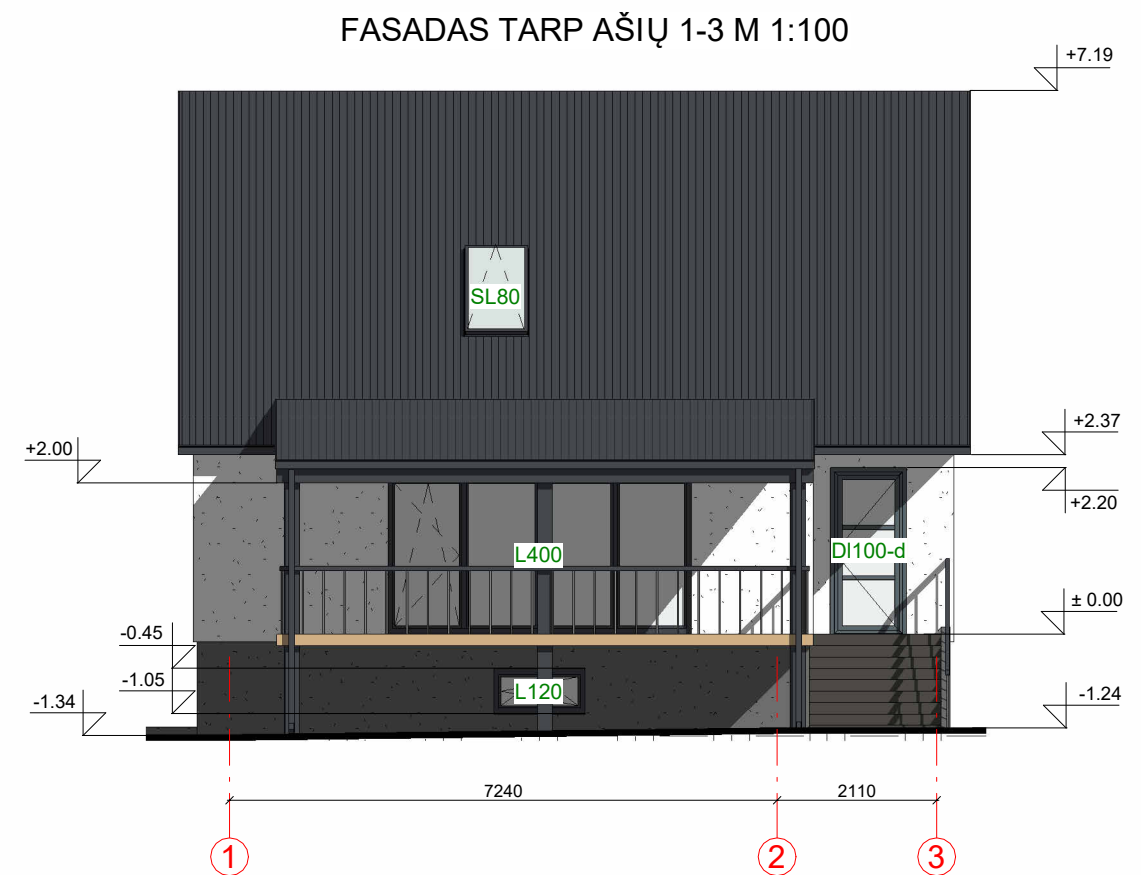 FASADAS TARP AŠIŲ 1-3 M 1:100
+7.19
SL80
+2.37
+2.00
+2.20
L400
Dl100-d
± 0.00
-0.45
-1.05
L120
-1.34
-1.24
7240
2110
1
2
3